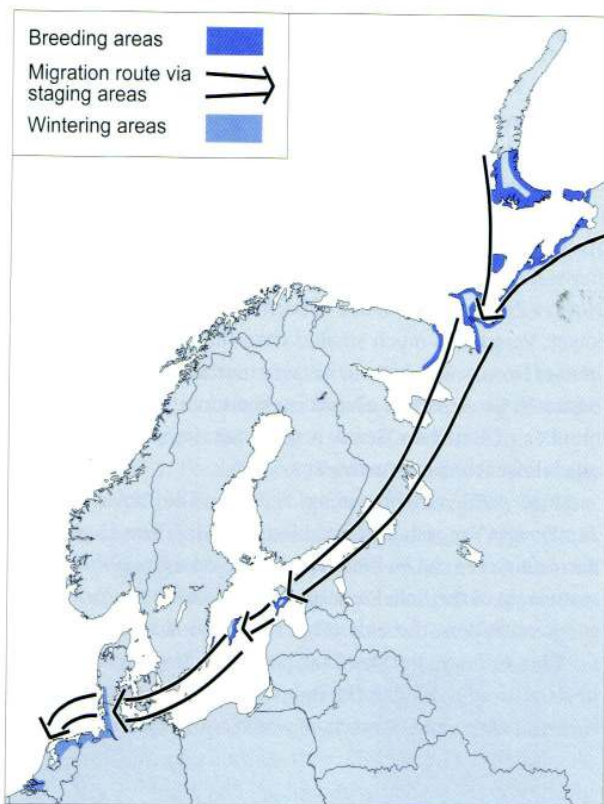 Breeding areas
Migration route via
staging areas
Wintering areas